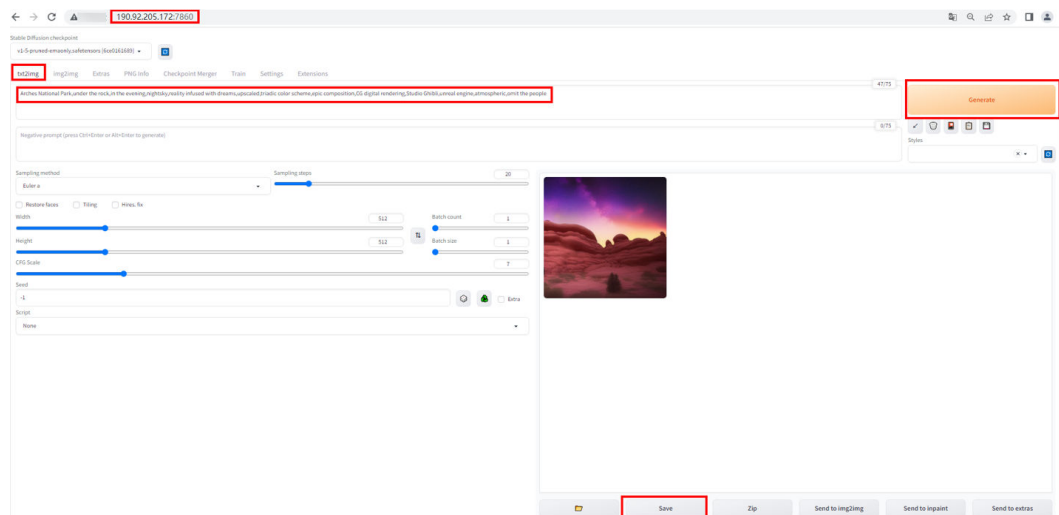 190.92.205.172:7860
Stable Diffusion checkpoint
v1-5-pruned-emaonly.safetensors [6ce0161689]
txt2img img2img Extras PNG Info Checkpoint Merger Train Settings Extensions
47/75
Arches National Park,under the rock,in the evening,nightsky,reality infused with dreams,upscaled,triadic color scheme,epic composition,CG digital rendering,Studio Ghibli,unreal engine,atmospheric,omit the people
Generate
0/75
Negative prompt (press Ctrl+Enter or Alt+Enter to generate)
Styles
Sampling method
Sampling steps
20
Euler a
Restore faces Tiling Hires. fix
Width
512
Batch count
1
Height
512
Batch size
1
CFG Scale
7
Seed
-1
Extra
Script
None
Save Zip Send to img2img Send to inpaint Send to extras